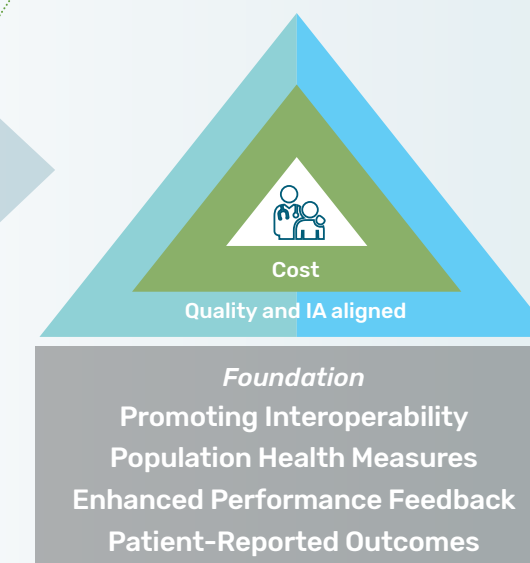 Cost
Quality and IA aligned
Foundation
Promoting Interoperability
Population Health Measures
Enhanced Performance Feedback
Patient-Reported Outcomes